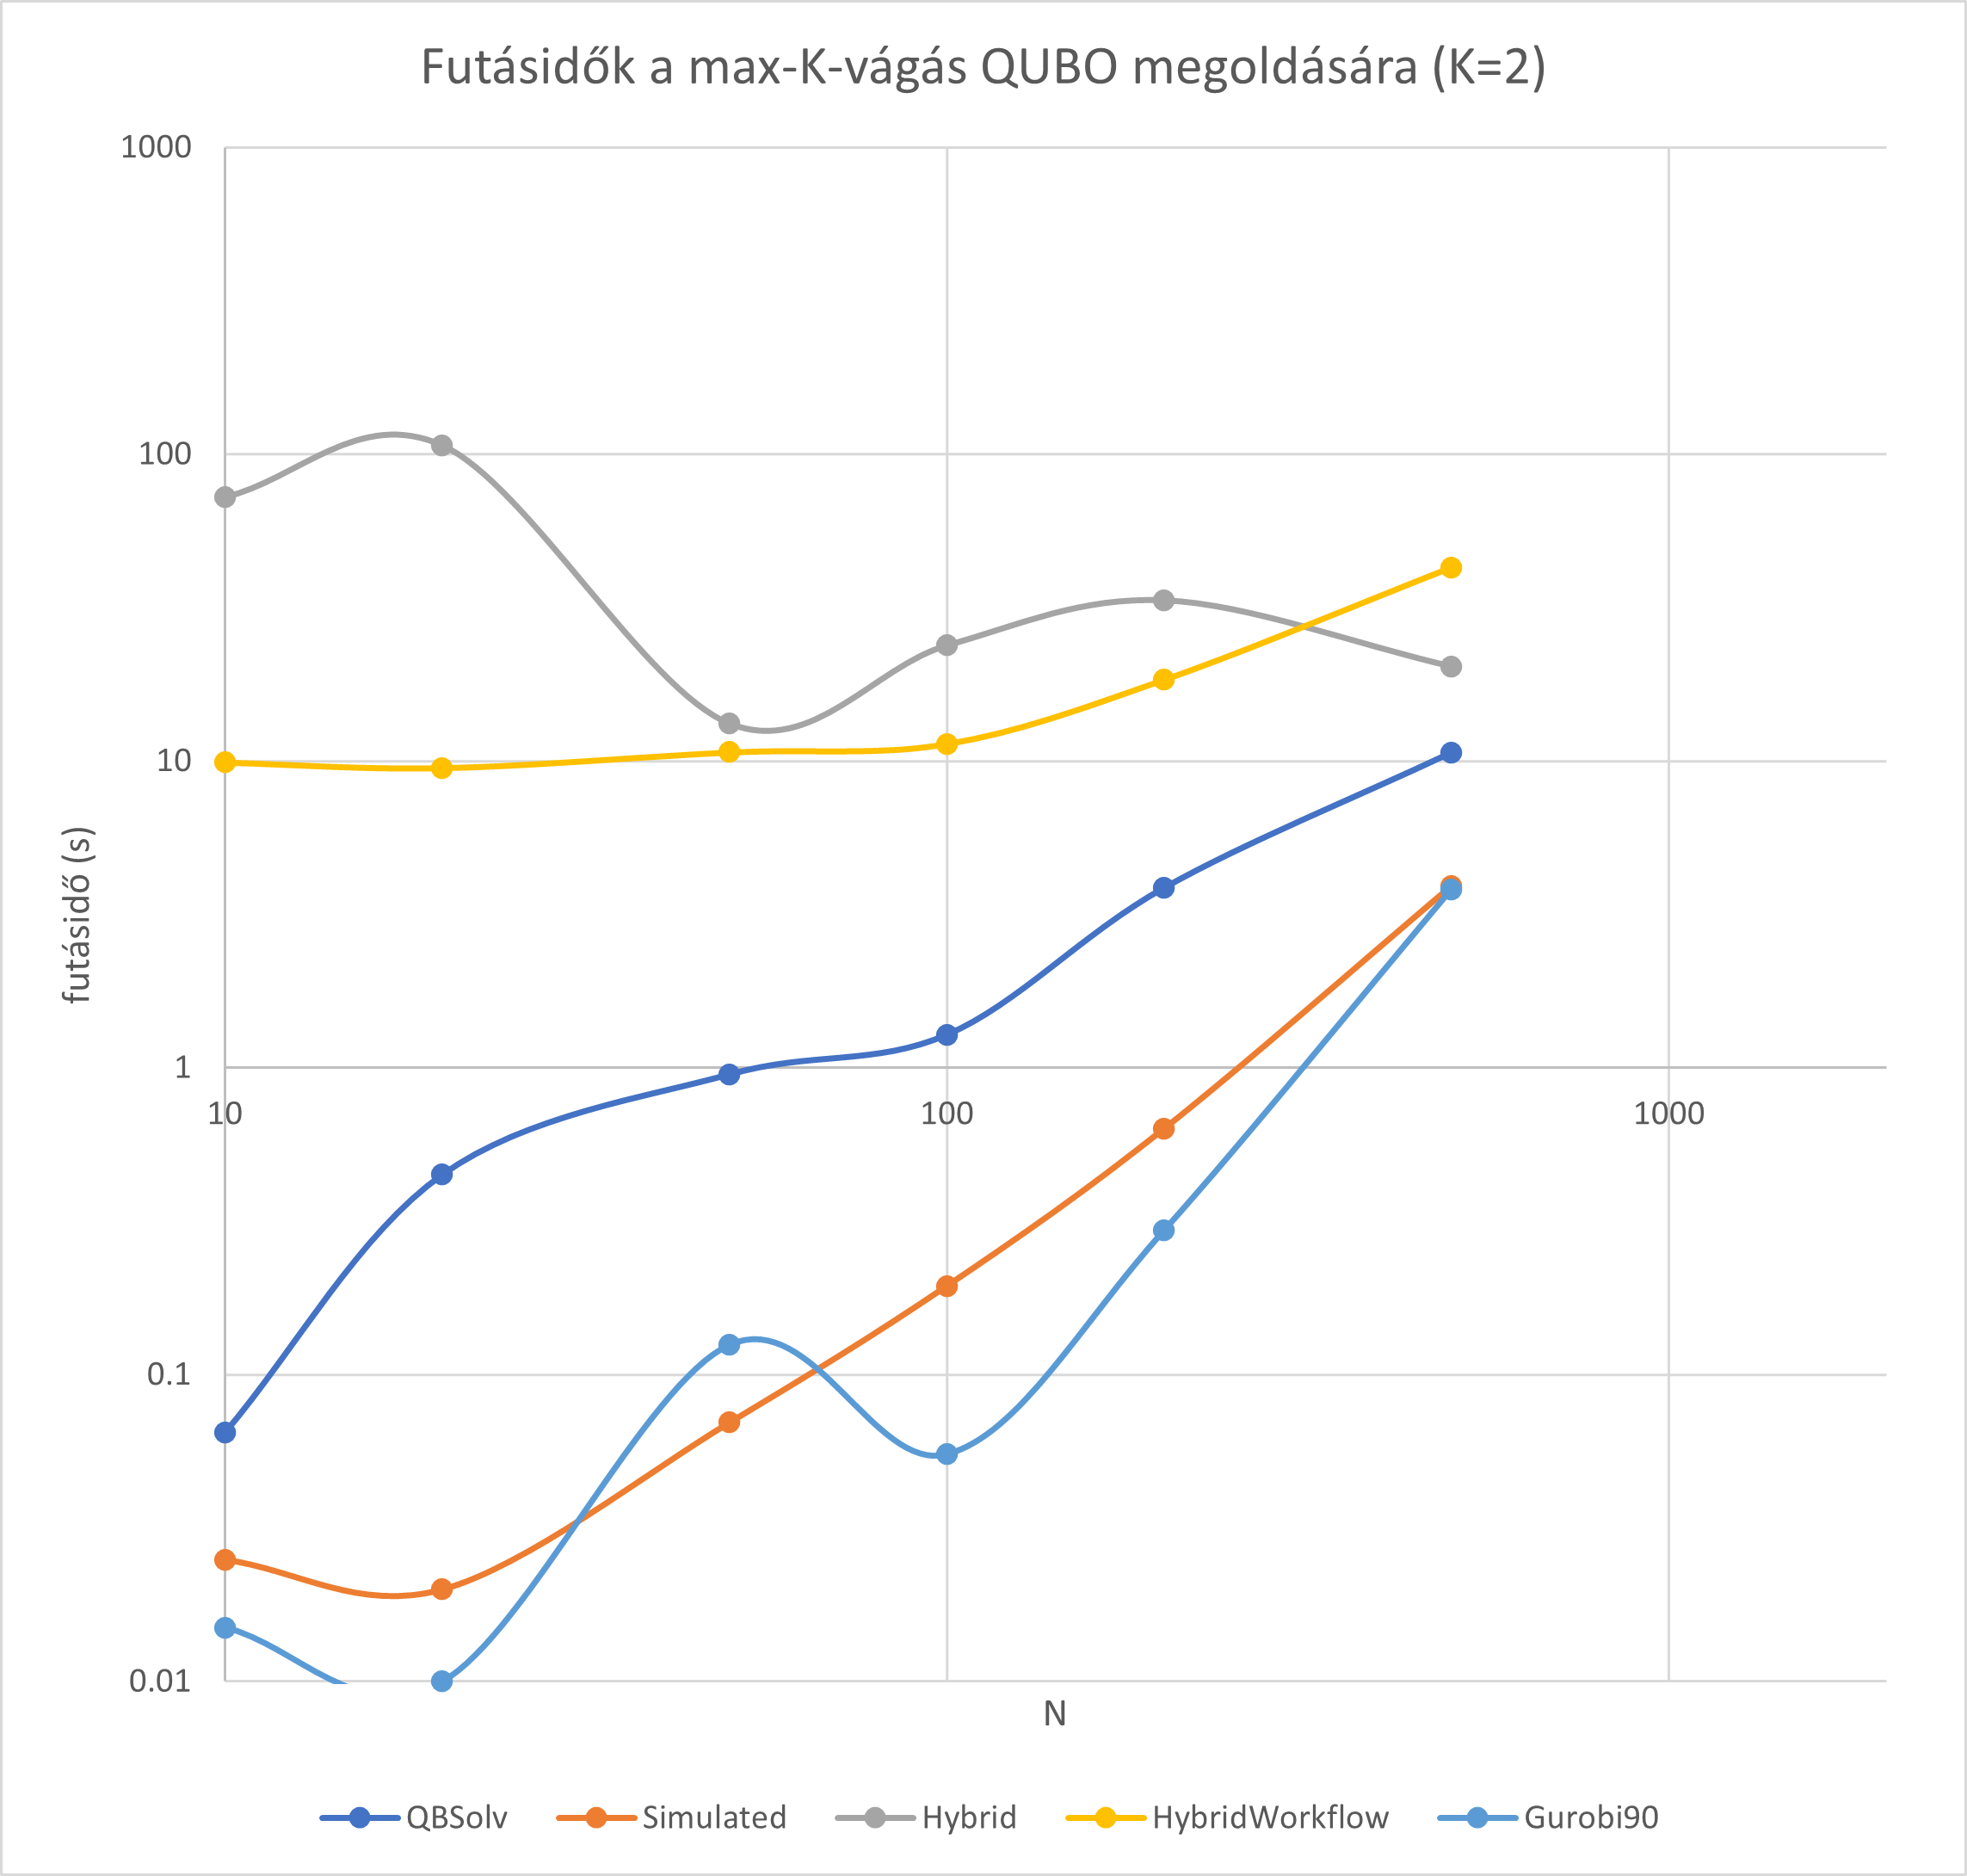 Futásidők a max-K-vágás QUBO megoldására (K=2)
1000
100
10
futásidő (s)
1
10 100 1000
0.1
0.01
N
QBSolv Simulated Hybrid HybridWorkflow Gurobi90